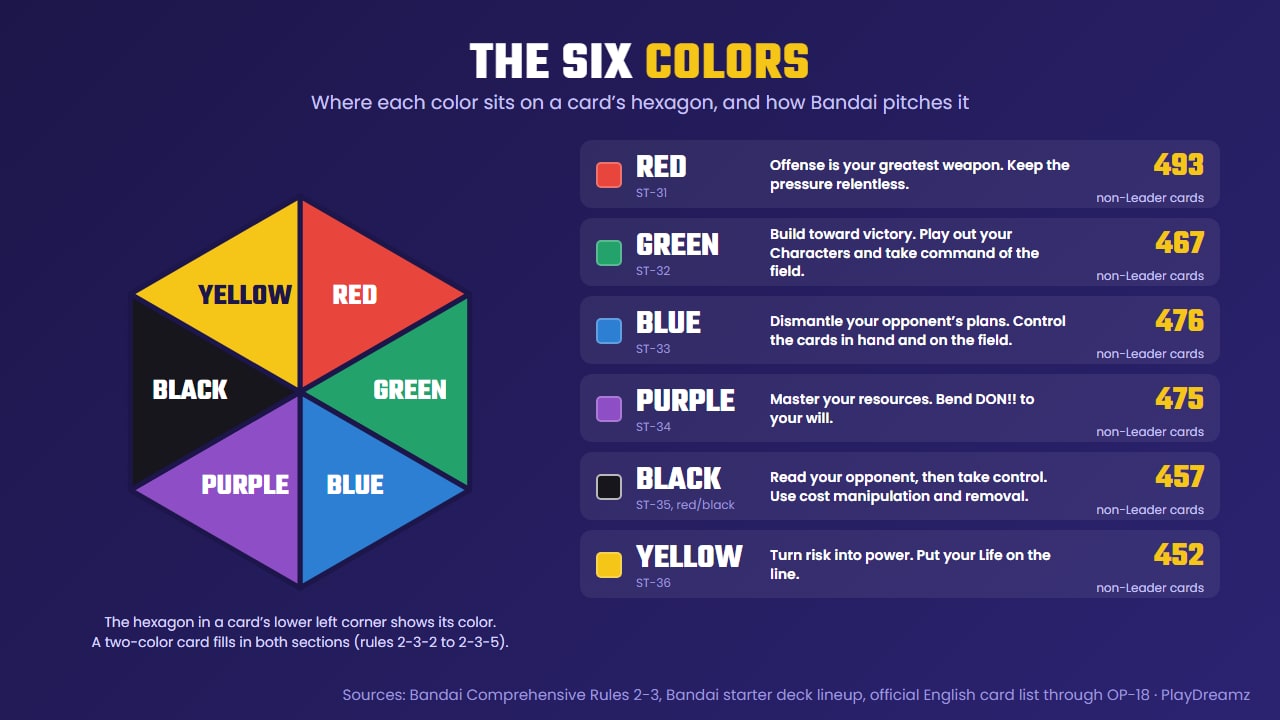 THE SIX COLORS
Where each color sits on a card's hexagon, and how Bandai pitches it
YELLOW
RED
BLACK
GREEN
PURPLE
BLUE
The hexagon in a card's lower left corner shows its color.
A two-color card fills in both sections (rules 2-3-2 to 2-3-5).
RED
ST-31
Offense is your greatest weapon. Keep the
pressure relentless.
493
non-Leader cards
GREEN
ST-32
Build toward victory. Play out your
Characters and take command of the
field.
467
non-Leader cards
BLUE
ST-33
Dismantle your opponent's plans. Control
the cards in hand and on the field.
476
non-Leader cards
PURPLE
ST-34
Master your resources. Bend DON!! to
your will.
475
non-Leader cards
BLACK
ST-35, red/black
Read your opponent, then take control.
Use cost manipulation and removal.
457
non-Leader cards
YELLOW
ST-36
Turn risk into power. Put your Life on the
line.
452
non-Leader cards
Sources: Bandai Comprehensive Rules 2-3, Bandai starter deck lineup, official English card list through OP-18 · PlayDreamz